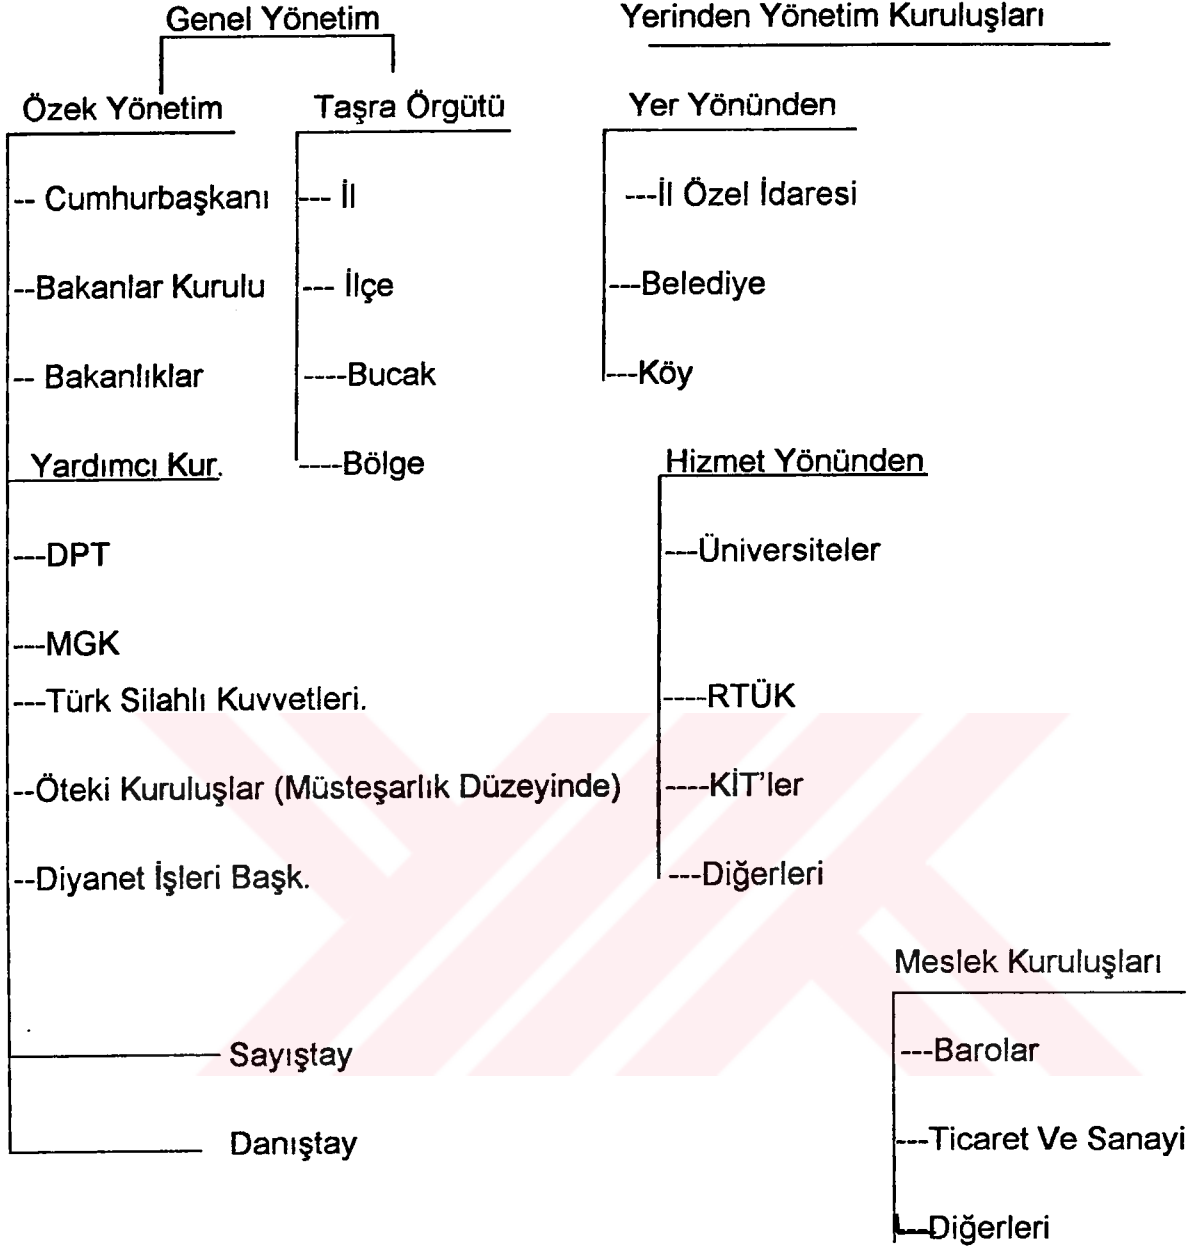 Genel Yönetim
Yerinden Yönetim Kuruluşları
Özek Yönetim
Taşra Örgütü
Yer Yönünden
-- Cumhurbaşkanı
--- İl
---İl Özel İdaresi
--Bakanlar Kurulu
--- İlçe
---Belediye
-- Bakanlıklar
----Bucak
---Köy
Yardımcı Kur.
----Bölge
Hizmet Yönünden
---DPT
---Üniversiteler
---MGK
---Türk Silahlı Kuvvetleri.
----RTÜK
--Öteki Kuruluşlar (Müsteşarlık Düzeyinde)
----KİT'ler
--Diyanet İşleri Başk.
---Diğerleri
Meslek Kuruluşları
Sayıştay
---Barolar
Danıştay
---Ticaret Ve Sanayi
---Diğerleri